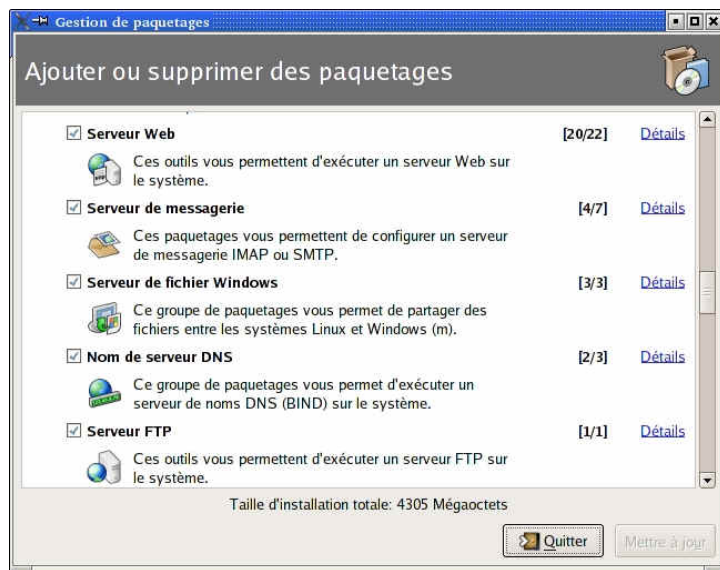 Gestion de paquetages
Ajouter ou supprimer des paquetages
Serveur Web [20/22] Détails
Ces outils vous permettent d'exécuter un serveur Web sur
le système.
Serveur de messagerie [4/7] Détails
Ces paquetages vous permettent de configurer un serveur
de messagerie IMAP ou SMTP.
Serveur de fichier Windows [3/3] Détails
Ce groupe de paquetages vous permet de partager des
fichiers entre les systèmes Linux et Windows (m).
Nom de serveur DNS [2/3] Détails
Ce groupe de paquetages vous permet d'exécuter un
serveur de noms DNS (BIND) sur le système.
Serveur FTP [1/1] Détails
Ces outils vous permettent d'exécuter un serveur FTP sur
le système.
Taille d'installation totale: 4305 Mégaoctets
Quitter Mettre à jour